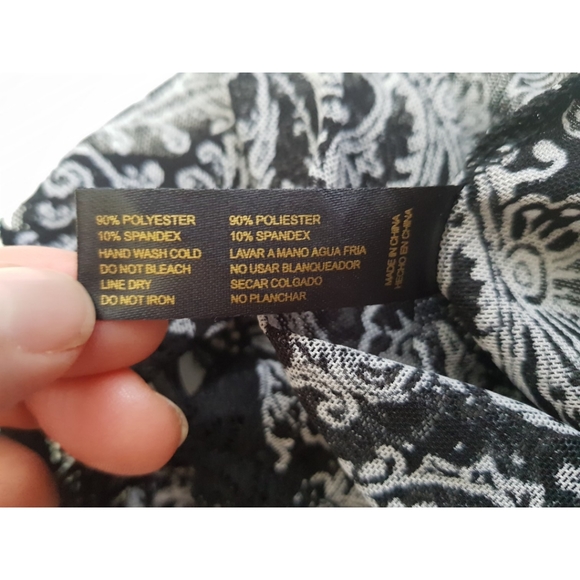 90% POLYESTER
10% SPANDEX
HAND WASH COLD
DO NOT BLEACH
LINE DRY
DO NOT IRON
90% POLIESTER
10% SPANDEX
LAVAR A MANO AGUA FRIA
NO USAR BLANQUEADOR
SECAR COLGADO
NO PLANCHAR
MADE IN CHINA
HECHO EN CHINA